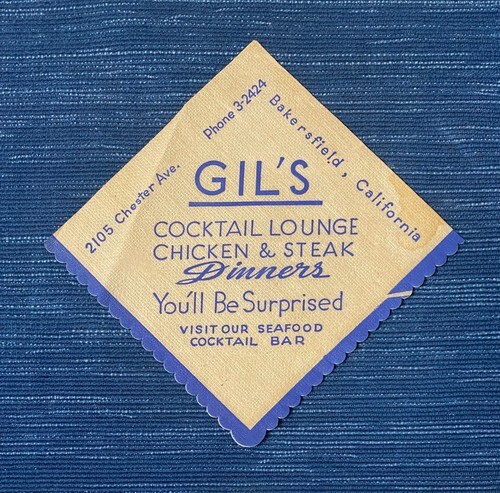 2105 Chester Ave.
Phone 3-2424
Bakersfield, California
GIL'S
COCKTAIL LOUNGE
CHICKEN & STEAK
Dinners
You'll Be Surprised
VISIT OUR SEAFOOD
COCKTAIL BAR